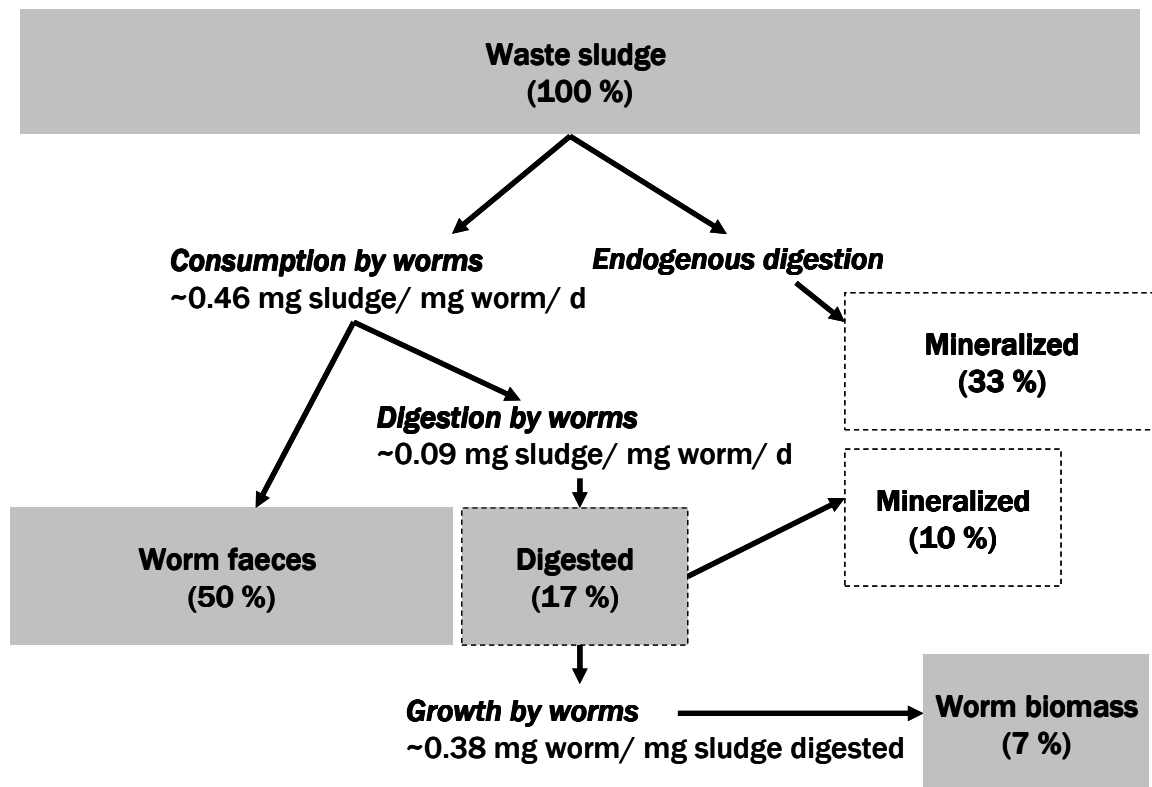 Waste sludge
(100 %)
Consumption by worms
~0.46 mg sludge/ mg worm/ d
Endogenous digestion
Mineralized
(33 %)
Digestion by worms
~0.09 mg sludge/ mg worm/ d
Mineralized
(10 %)
Worm faeces
(50 %)
Digested
(17 %)
Growth by worms
~0.38 mg worm/ mg sludge digested
Worm biomass
(7 %)